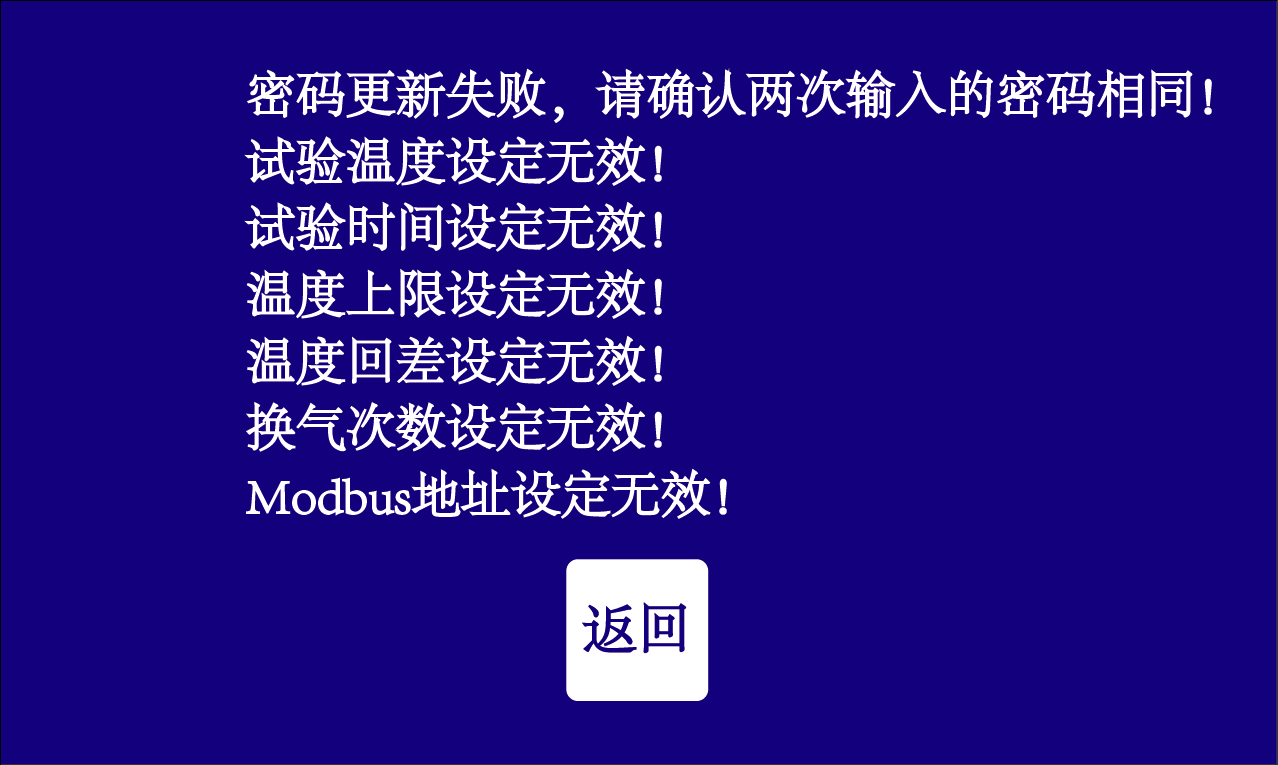 密码更新失败，请确认两次输入的密码相同！
试验温度设定无效！
试验时间设定无效！
温度上限设定无效！
温度回差设定无效！
换气次数设定无效！
Modbus地址设定无效！
返回